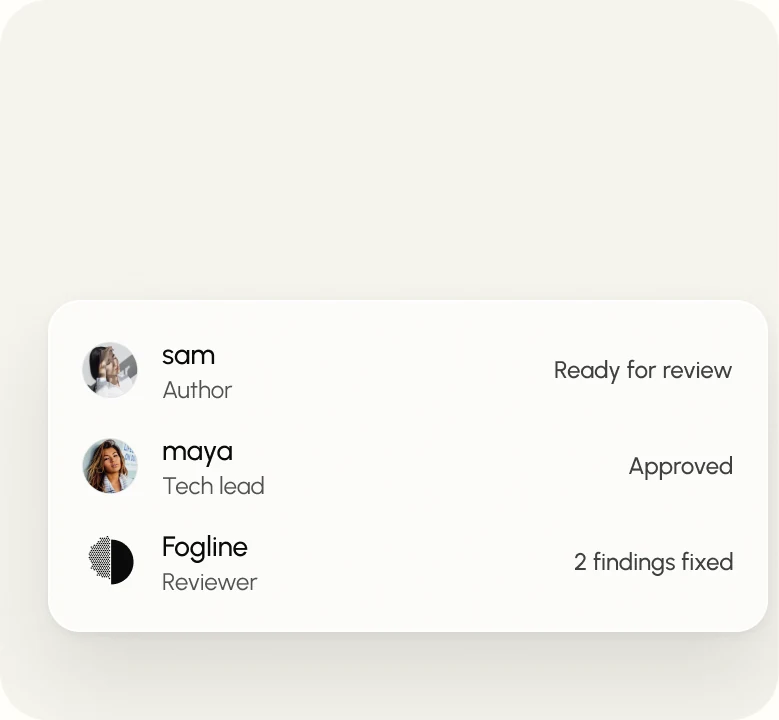 sam
Author
Ready for review
maya
Tech lead
Approved
Fogline
Reviewer
2 findings fixed